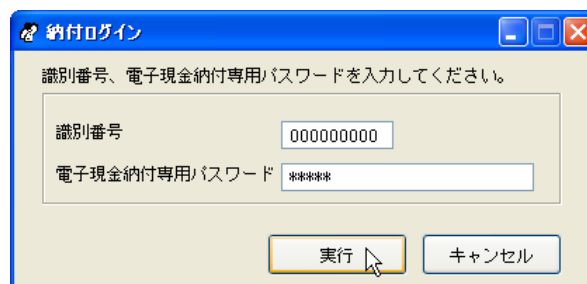 納付ログイン
識別番号、電子現金納付専用パスワードを入力してください。
識別番号 000000000
電子現金納付専用パスワード *****
実行 キャンセル